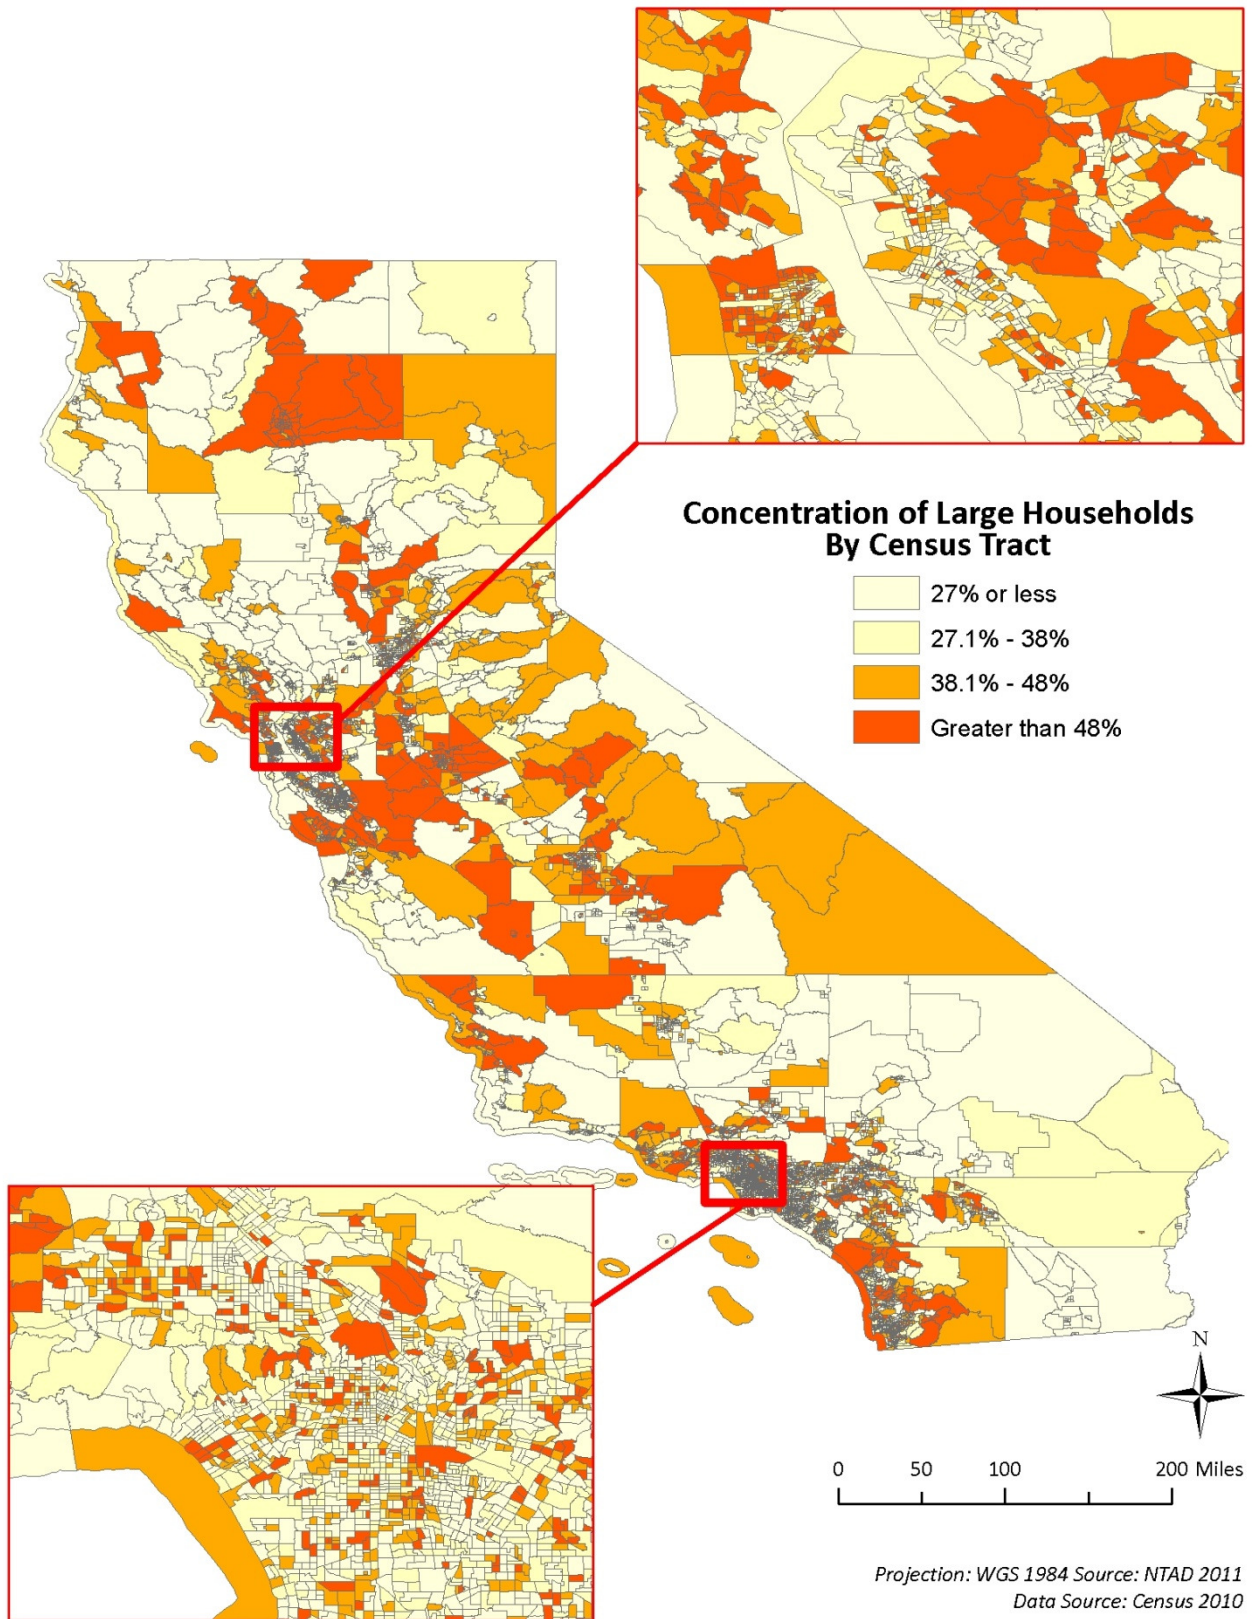 Concentration of Large Households
By Census Tract
27% or less
27.1% - 38%
38.1% - 48%
Greater than 48%
N
0 50 100 200 Miles
Projection: WGS 1984 Source: NTAD 2011
Data Source: Census 2010